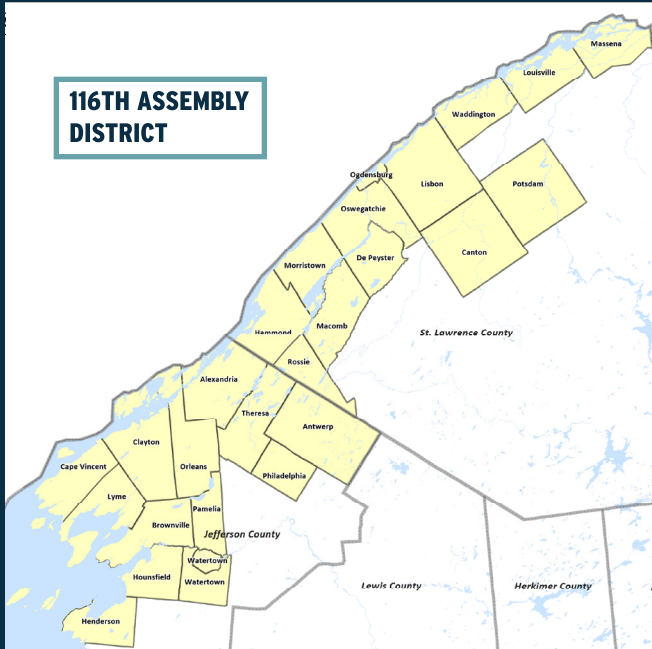 116TH ASSEMBLY
DISTRICT
Massena
Louisville
Waddington
Ogdensburg
Lisbon
Potsdam
Oswegatchie
Canton
De Peyster
Morristown
Macomb
Hammond
St. Lawrence County
Rossie
Alexandria
Theresa
Antwerp
Clayton
Cape Vincent
Orleans
Philadelphia
Lyme
Pamelia
Brownville
Jefferson County
Watertown
Hounsfield
Watertown
Lewis County
Herkimer County
Henderson